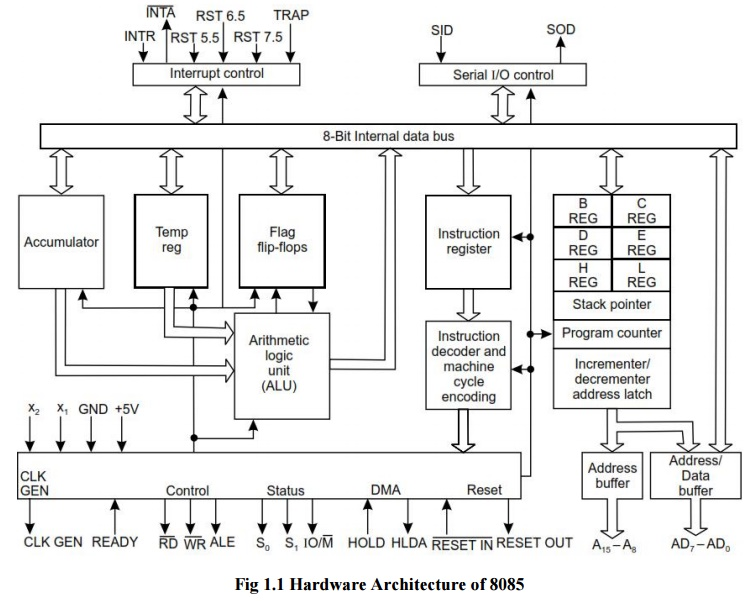 INTA RST 6.5 TRAP
INTR RST 5.5 RST 7.5
Interrupt control
SID SOD
Serial I/O control
8-Bit Internal data bus
Accumulator
Temp
reg
Flag
flip-flops
Instruction
register
B
REG
C
REG
D
REG
E
REG
H
REG
L
REG
Stack pointer
Program counter
Incrementer/
decrementer
address latch
Arithmetic
logic
unit
(ALU)
Instruction
decoder and
machine
cycle
encoding
X2 X1 GND +5V
CLK
GEN
Control Status DMA Reset
Address
buffer
Address/
Data
buffer
CLK GEN READY RD WR ALE S0 S1 IO/M HOLD HLDA RESET IN RESET OUT
A15 – A8 AD7 – AD0
Fig 1.1 Hardware Architecture of 8085